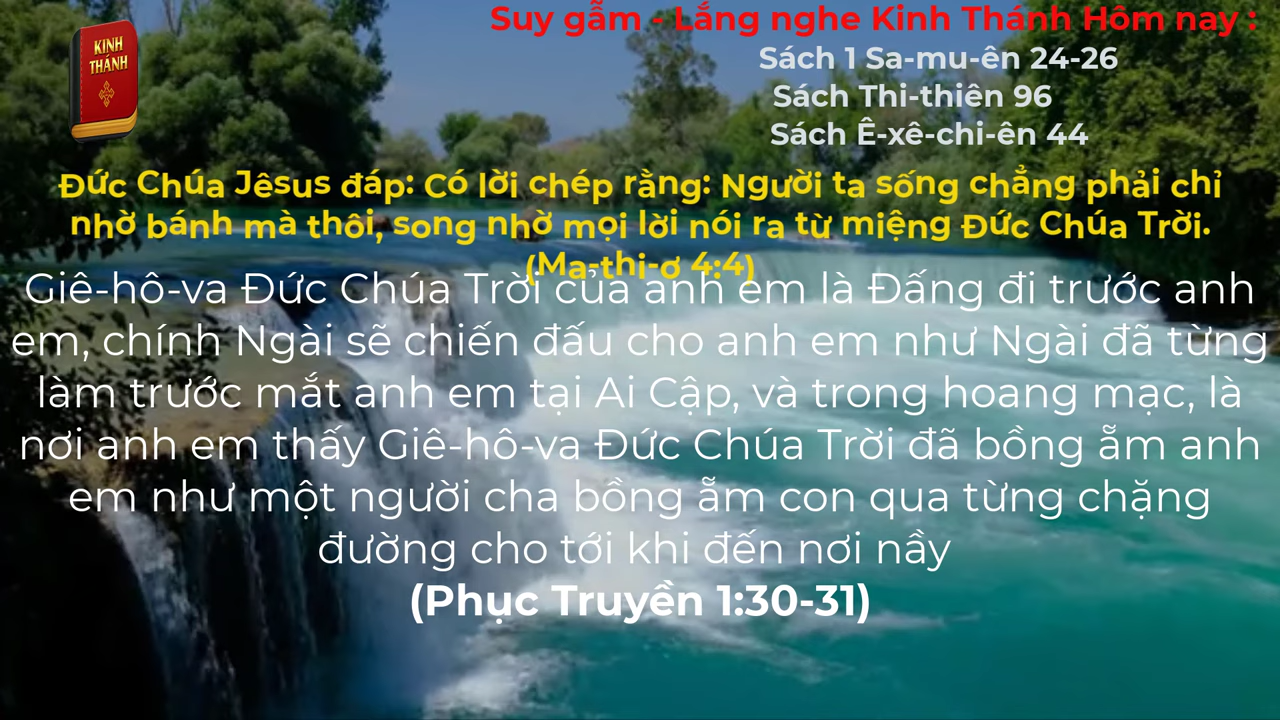 KINH
THÁNH
Suy gẫm - Lắng nghe Kinh Thánh Hôm nay :
Sách 1 Sa-mu-ên 24-26
Sách Thi-thiên 96
Sách Ê-xê-chi-ên 44
Đức Chúa Jêsus đáp: Có lời chép rằng: Người ta sống chẳng phải chỉ
nhờ bánh mà thôi, song nhờ mọi lời nói ra từ miệng Đức Chúa Trời.
(Ma-thi-ơ 4:4)
Giê-hô-va Đức Chúa Trời của anh em là Đấng đi trước anh
em, chính Ngài sẽ chiến đấu cho anh em như Ngài đã từng
làm trước mắt anh em tại Ai Cập, và trong hoang mạc, là
nơi anh em thấy Giê-hô-va Đức Chúa Trời đã bồng ẵm anh
em như một người cha bồng ẵm con qua từng chặng
đường cho tới khi đến nơi nầy
(Phục Truyền 1:30-31)